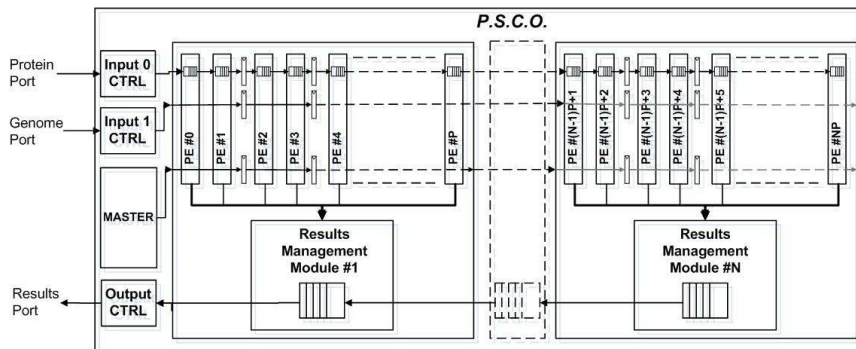 P.S.C.O.
Protein
Port
Input 0
CTRL
Genome
Port
Input 1
CTRL
MASTER
Results
Port
Output
CTRL
PE #0
PE #1
PE #2
PE #3
PE #4
PE #P
Results
Management
Module #1
PE #(N-1)P+1
PE #(N-1)P+2
PE #(N-1)P+3
PE #(N-1)P+4
PE #(N-1)P+5
PE #NP
Results
Management
Module #N